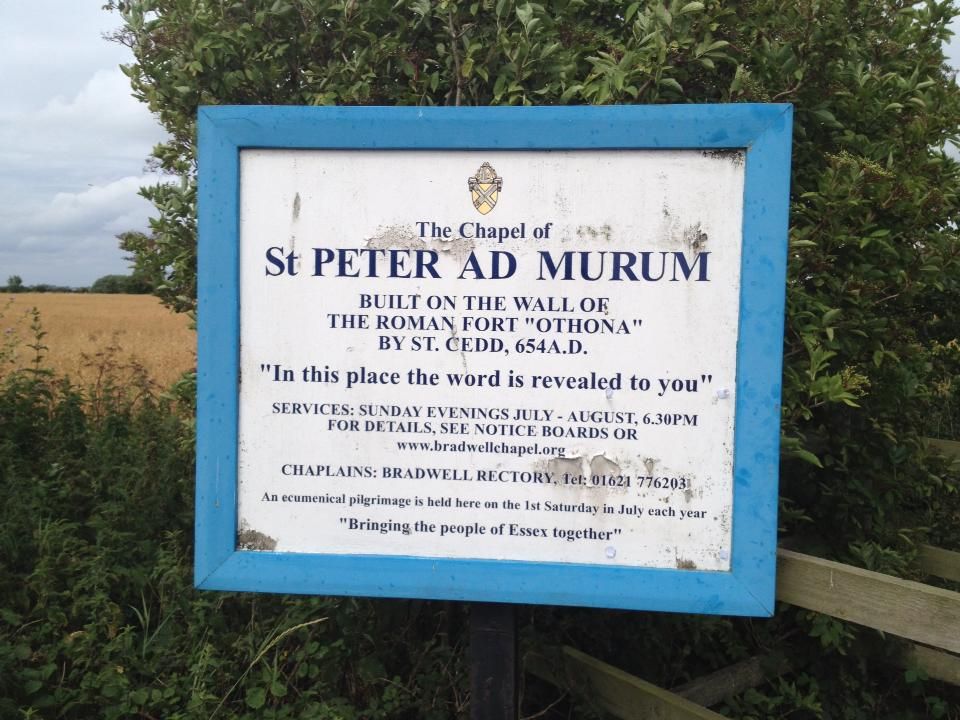 The Chapel of
St PETER AD MURUM
BUILT ON THE WALL OF
THE ROMAN FORT "OTHONA"
BY ST. CEDD, 654A.D.
"In this place the word is revealed to you"
SERVICES: SUNDAY EVENINGS JULY - AUGUST, 6.30PM
FOR DETAILS, SEE NOTICE BOARDS OR
www.bradwellchapel.org
CHAPLAINS: BRADWELL RECTORY, Tel: 01621 776203
An ecumenical pilgrimage is held here on the 1st Saturday in July each year
"Bringing the people of Essex together"